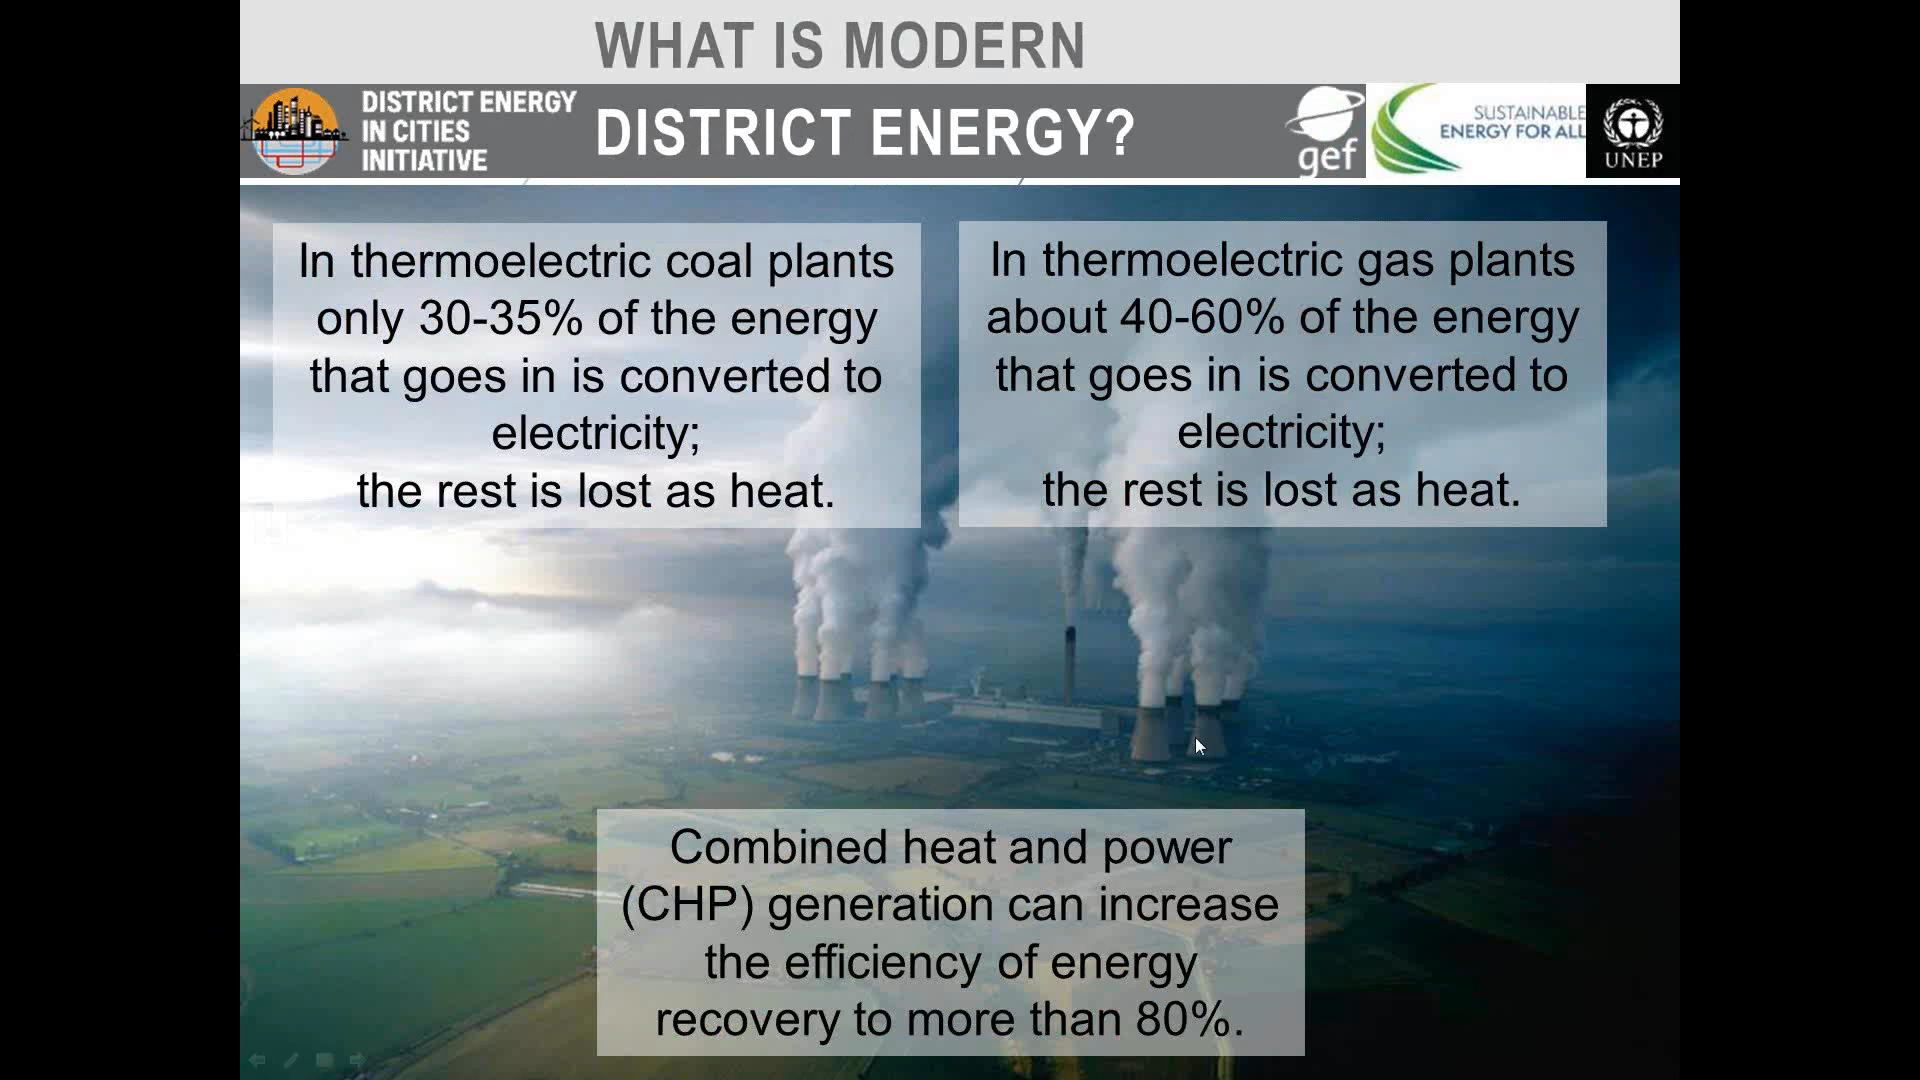 WHAT IS MODERN
DISTRICT ENERGY?
DISTRICT ENERGY
IN CITIES
INITIATIVE
gef
SUSTAINABLE
ENERGY FOR ALL
UNEP
In thermoelectric coal plants
only 30-35% of the energy
that goes in is converted to
electricity;
the rest is lost as heat.
In thermoelectric gas plants
about 40-60% of the energy
that goes in is converted to
electricity;
the rest is lost as heat.
Combined heat and power
(CHP) generation can increase
the efficiency of energy
recovery to more than 80%.